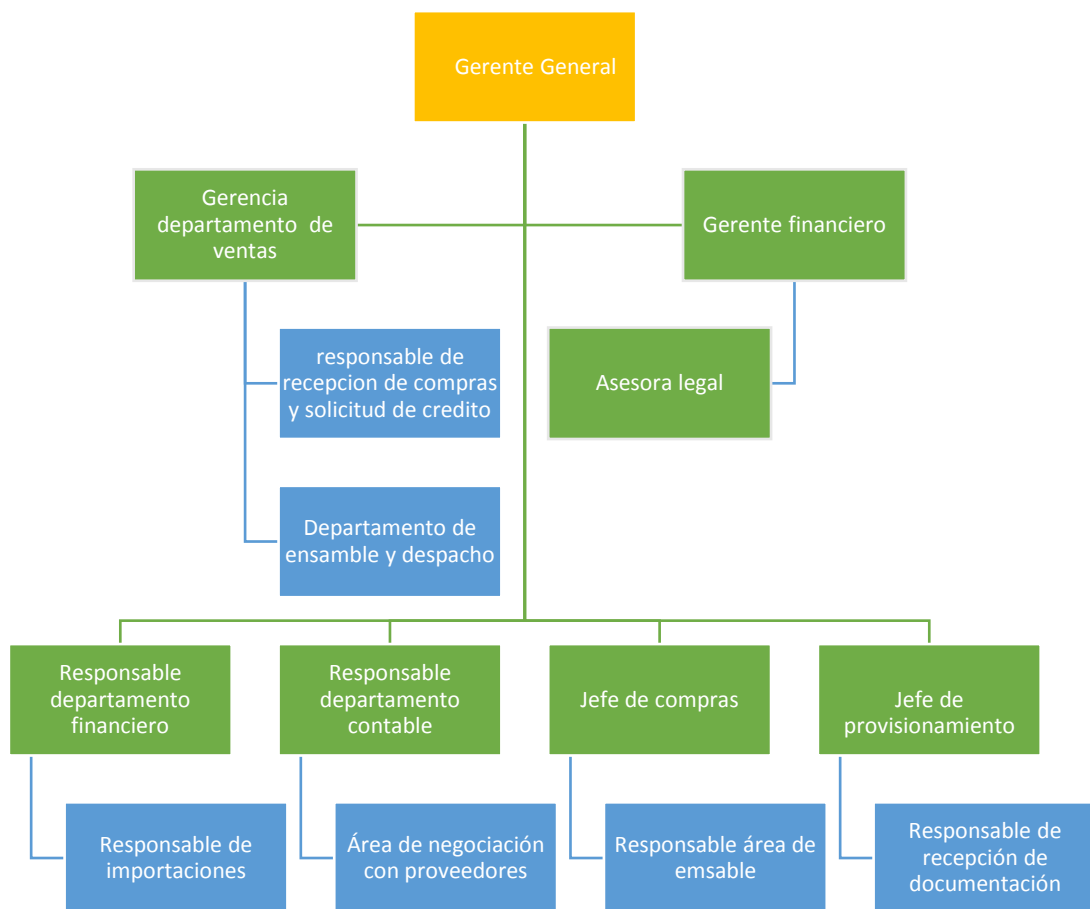 Gerente General
Gerencia
departamento de
ventas
Gerente financiero
responsable de
recepcion de compras
y solicitud de credito
Asesora legal
Departamento de
ensamble y despacho
Responsable
departamento
financiero
Responsable
departamento
contable
Jefe de compras
Jefe de
provisionamiento
Responsable de
importaciones
Área de negociación
con proveedores
Responsable área de
emsable
Responsable de
recepción de
documentación